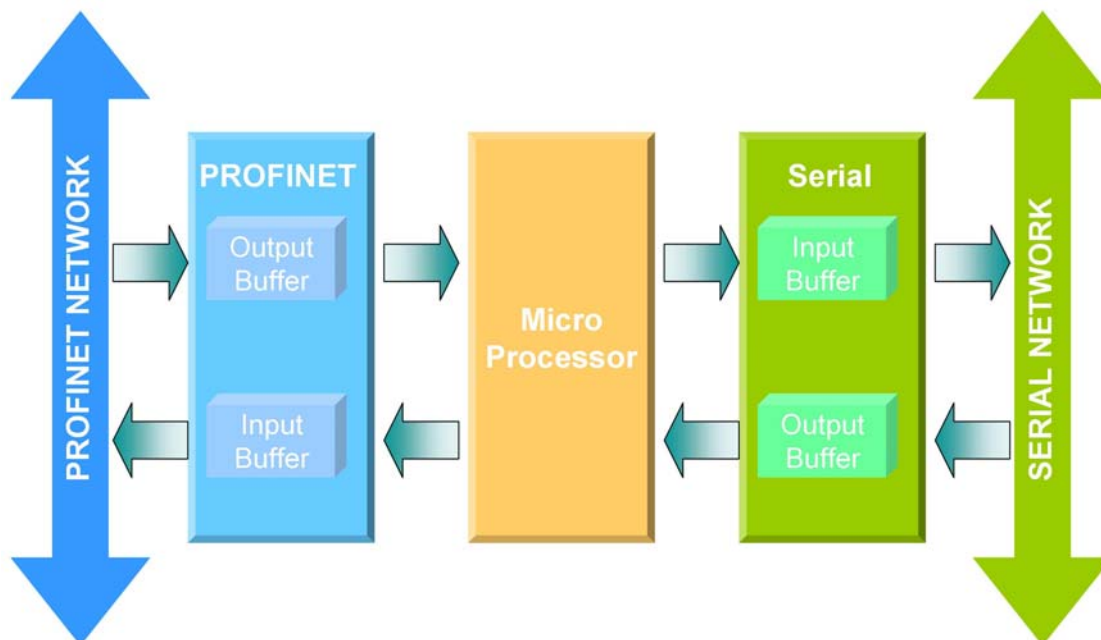 PROFINET NETWORK
PROFINET
Output
Buffer
Input
Buffer
Micro
Processor
Serial
Input
Buffer
Output
Buffer
SERIAL NETWORK